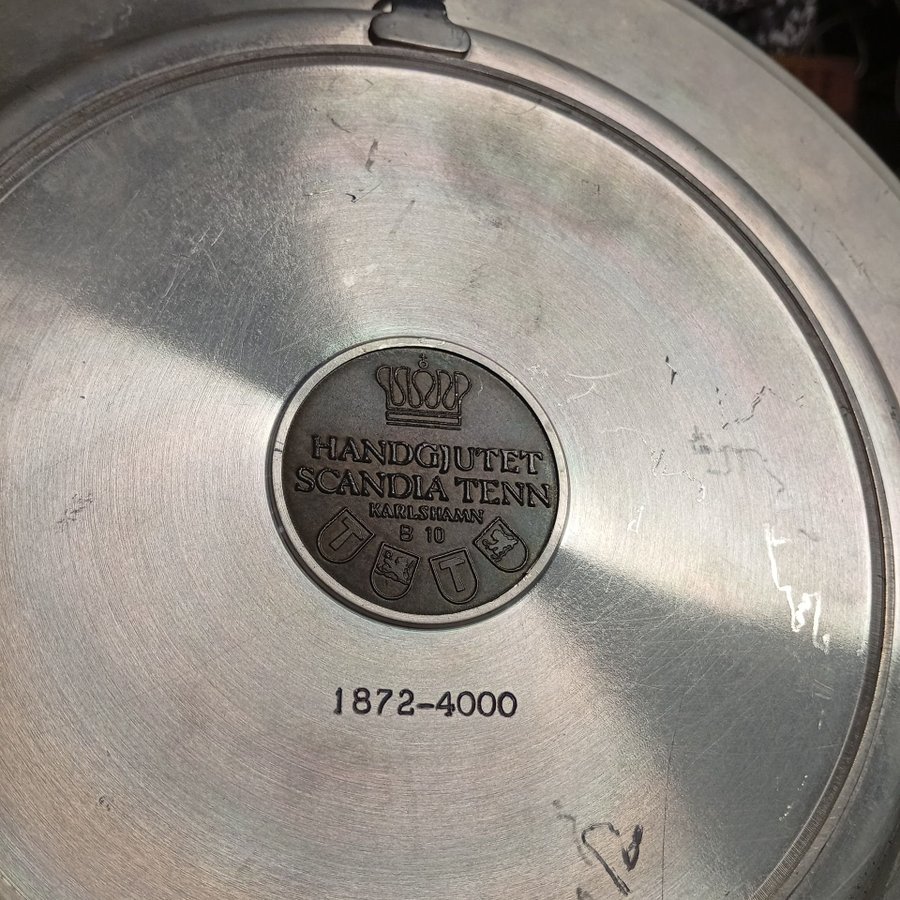 HANDGJUTET
SCANDIA TENN
KARLSHAMN
B 10
T T
1872-4000